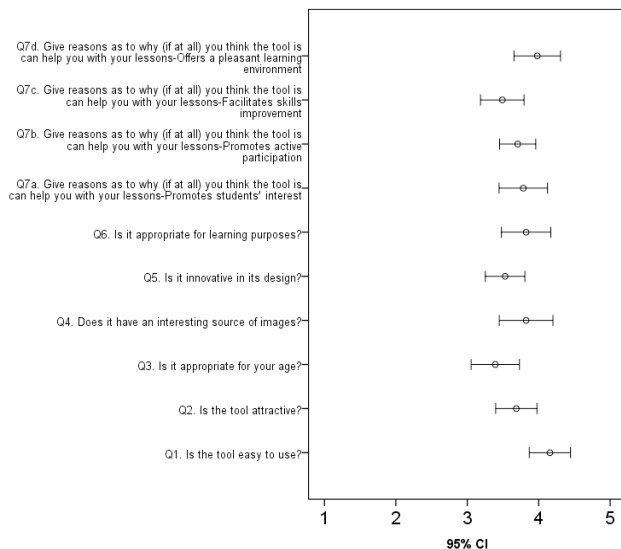 Q7d. Give reasons as to why (if at all) you think the tool is
can help you with your lessons-Offers a pleasant learning
environment
Q7c. Give reasons as to why (if at all) you think the tool is
can help you with your lessons-Facilitates skills
improvement
Q7b. Give reasons as to why (if at all) you think the tool is
can help you with your lessons-Promotes active
participation
Q7a. Give reasons as to why (if at all) you think the tool is
can help you with your lessons-Promotes students' interest
Q6. Is it appropriate for learning purposes?
Q5. Is it innovative in its design?
Q4. Does it have an interesting source of images?
Q3. Is it appropriate for your age?
Q2. Is the tool attractive?
Q1. Is the tool easy to use?
1 2 3 4 5
95% CI